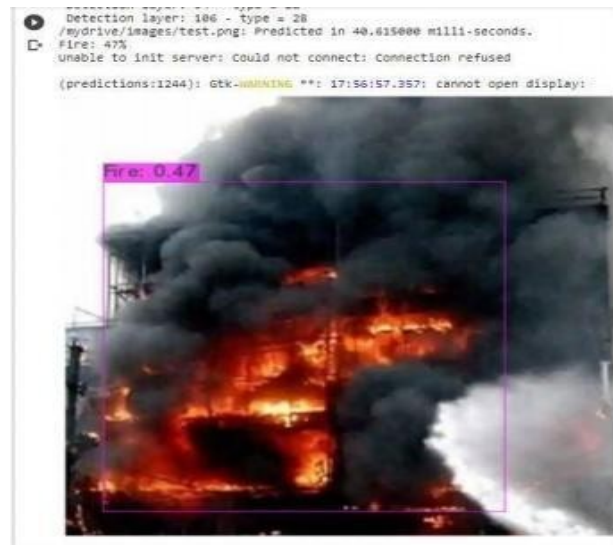 Detection layer: 106 - type = 28
/mydrive/images/test.png: Predicted in 40.615000 milli-seconds.
Fire: 47%
unable to init server: Could not connect: Connection refused
(predictions:1244): Gtk-WARNING **: 17:56:57.357: cannot open display:
Fire: 0.47